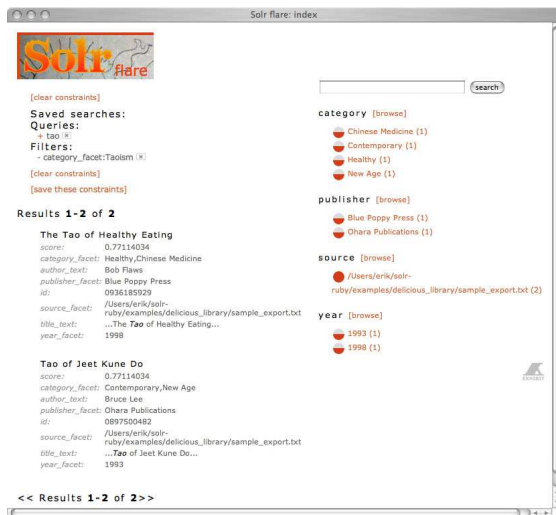 Solr flare: index
Solr flare
search
[clear constraints]
Saved searches:
Queries:
+ tao
Filters:
- category_facet:Taoism
[clear constraints]
[save these constraints]
Results 1-2 of 2
The Tao of Healthy Eating
score: 0.77114034
category_facet: Healthy,Chinese Medicine
author_text: Bob Flaws
publisher_facet: Blue Poppy Press
id: 0936185929
source_facet: /Users/erik/solr-
ruby/examples/delicious_library/sample_export.txt
title_text: ...The Tao of Healthy Eating...
year_facet: 1998
Tao of Jeet Kune Do
score: 0.77114034
category_facet: Contemporary,New Age
author_text: Bruce Lee
publisher_facet: Ohara Publications
id: 0897500482
source_facet: /Users/erik/solr-
ruby/examples/delicious_library/sample_export.txt
title_text: ...Tao of Jeet Kune Do...
year_facet: 1993
<< Results 1-2 of 2>>
category [browse]
Chinese Medicine (1)
Contemporary (1)
Healthy (1)
New Age (1)
publisher [browse]
Blue Poppy Press (1)
Ohara Publications (1)
source [browse]
/Users/erik/solr-
ruby/examples/delicious_library/sample_export.txt (2)
year [browse]
1993 (1)
1998 (1)
EXHIBIT